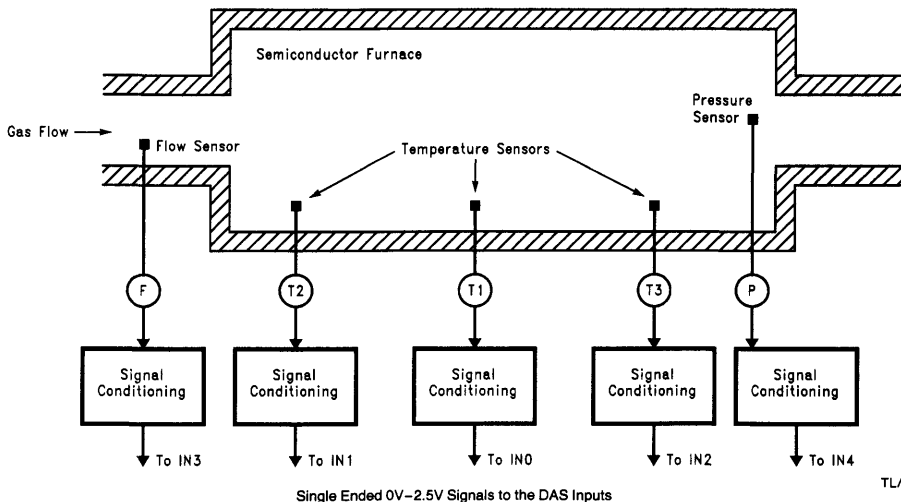 Semiconductor Furnace
Pressure
Sensor
Gas Flow
Flow Sensor
Temperature Sensors
F
T2
T1
T3
P
Signal
Conditioning
Signal
Conditioning
Signal
Conditioning
Signal
Conditioning
Signal
Conditioning
To IN3
To IN1
To IN0
To IN2
To IN4
TL/
Single Ended 0V–2.5V Signals to the DAS Inputs